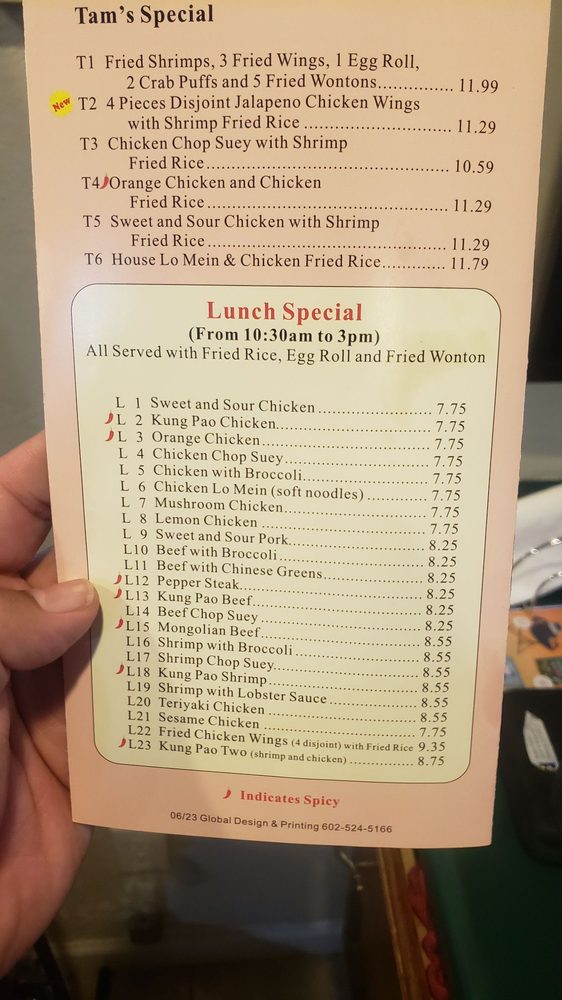 Tam's Special
T1 Fried Shrimps, 3 Fried Wings, 1 Egg Roll,
2 Crab Puffs and 5 Fried Wontons............... 11.99
New T2 4 Pieces Disjoint Jalapeno Chicken Wings
with Shrimp Fried Rice ............................. 11.29
T3 Chicken Chop Suey with Shrimp
Fried Rice................................................ 10.59
T4 Orange Chicken and Chicken
Fried Rice................................................ 11.29
T5 Sweet and Sour Chicken with Shrimp
Fried Rice................................................ 11.29
T6 House Lo Mein & Chicken Fried Rice............. 11.79
Lunch Special
(From 10:30am to 3pm)
All Served with Fried Rice, Egg Roll and Fried Wonton
L 1 Sweet and Sour Chicken ...................... 7.75
L 2 Kung Pao Chicken.............................. 7.75
L 3 Orange Chicken................................. 7.75
L 4 Chicken Chop Suey............................ 7.75
L 5 Chicken with Broccoli........................ 7.75
L 6 Chicken Lo Mein (soft noodles) ............ 7.75
L 7 Mushroom Chicken............................ 7.75
L 8 Lemon Chicken ................................ 7.75
L 9 Sweet and Sour Pork.......................... 8.25
L10 Beef with Broccoli ............................ 8.25
L11 Beef with Chinese Greens.................... 8.25
L12 Pepper Steak................................... 8.25
L13 Kung Pao Beef................................. 8.25
L14 Beef Chop Suey ............................... 8.25
L15 Mongolian Beef................................ 8.55
L16 Shrimp with Broccoli ........................ 8.55
L17 Shrimp Chop Suey............................. 8.55
L18 Kung Pao Shrimp .............................. 8.55
L19 Shrimp with Lobster Sauce .................. 8.55
L20 Teriyaki Chicken .............................. 8.55
L21 Sesame Chicken ............................... 7.75
L22 Fried Chicken Wings (4 disjoint) with Fried Rice 9.35
L23 Kung Pao Two (shrimp and chicken) .............. 8.75
Indicates Spicy
06/23 Global Design & Printing 602-524-5166